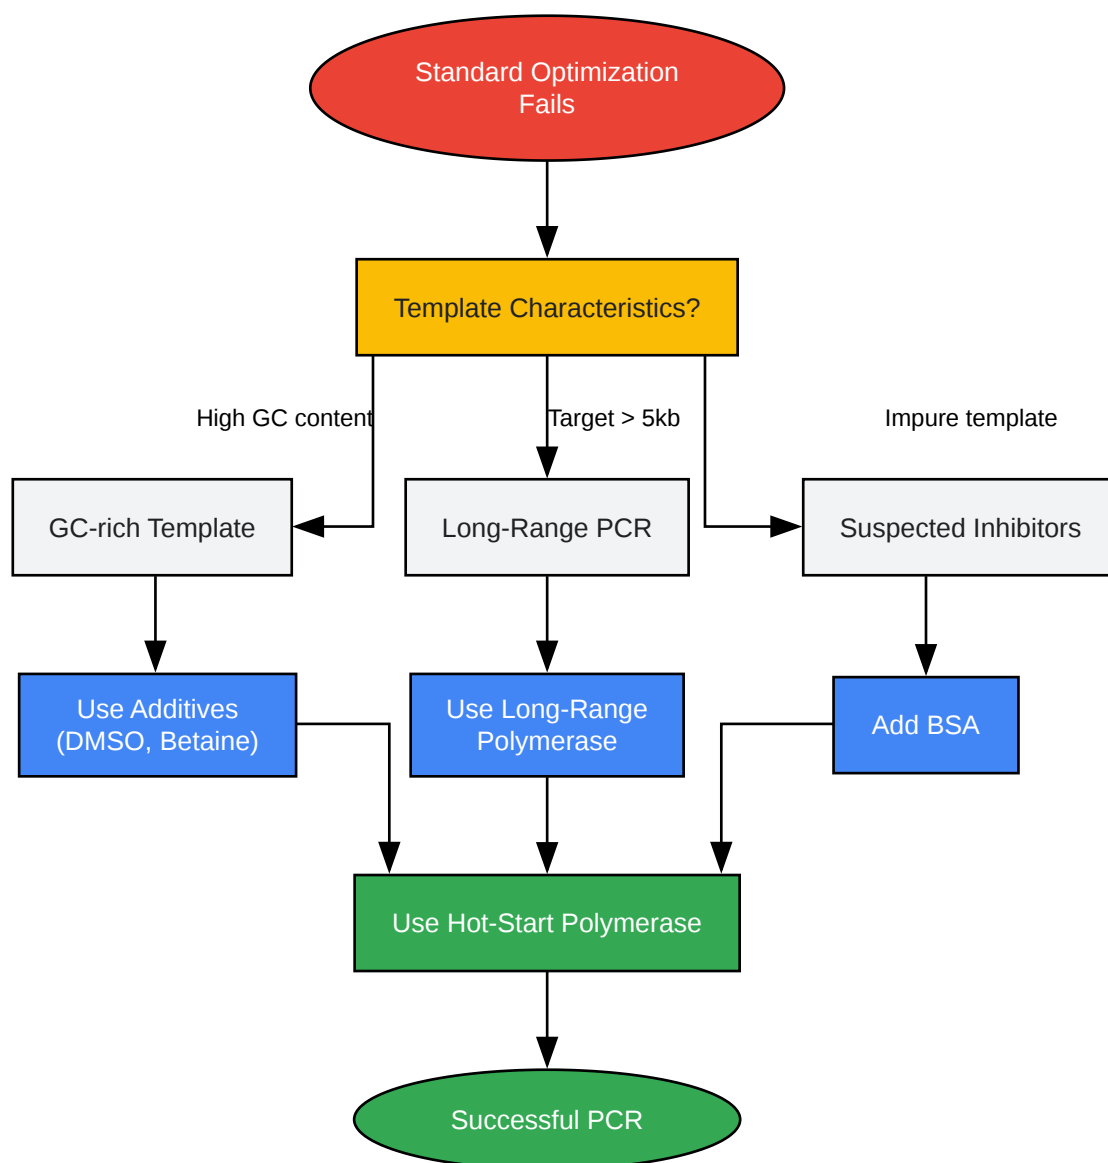 Standard Optimization
Fails
Template Characteristics?
High GC content
Target > 5kb
Impure template
GC-rich Template
Long-Range PCR
Suspected Inhibitors
Use Additives
(DMSO, Betaine)
Use Long-Range
Polymerase
Add BSA
Use Hot-Start Polymerase
Successful PCR